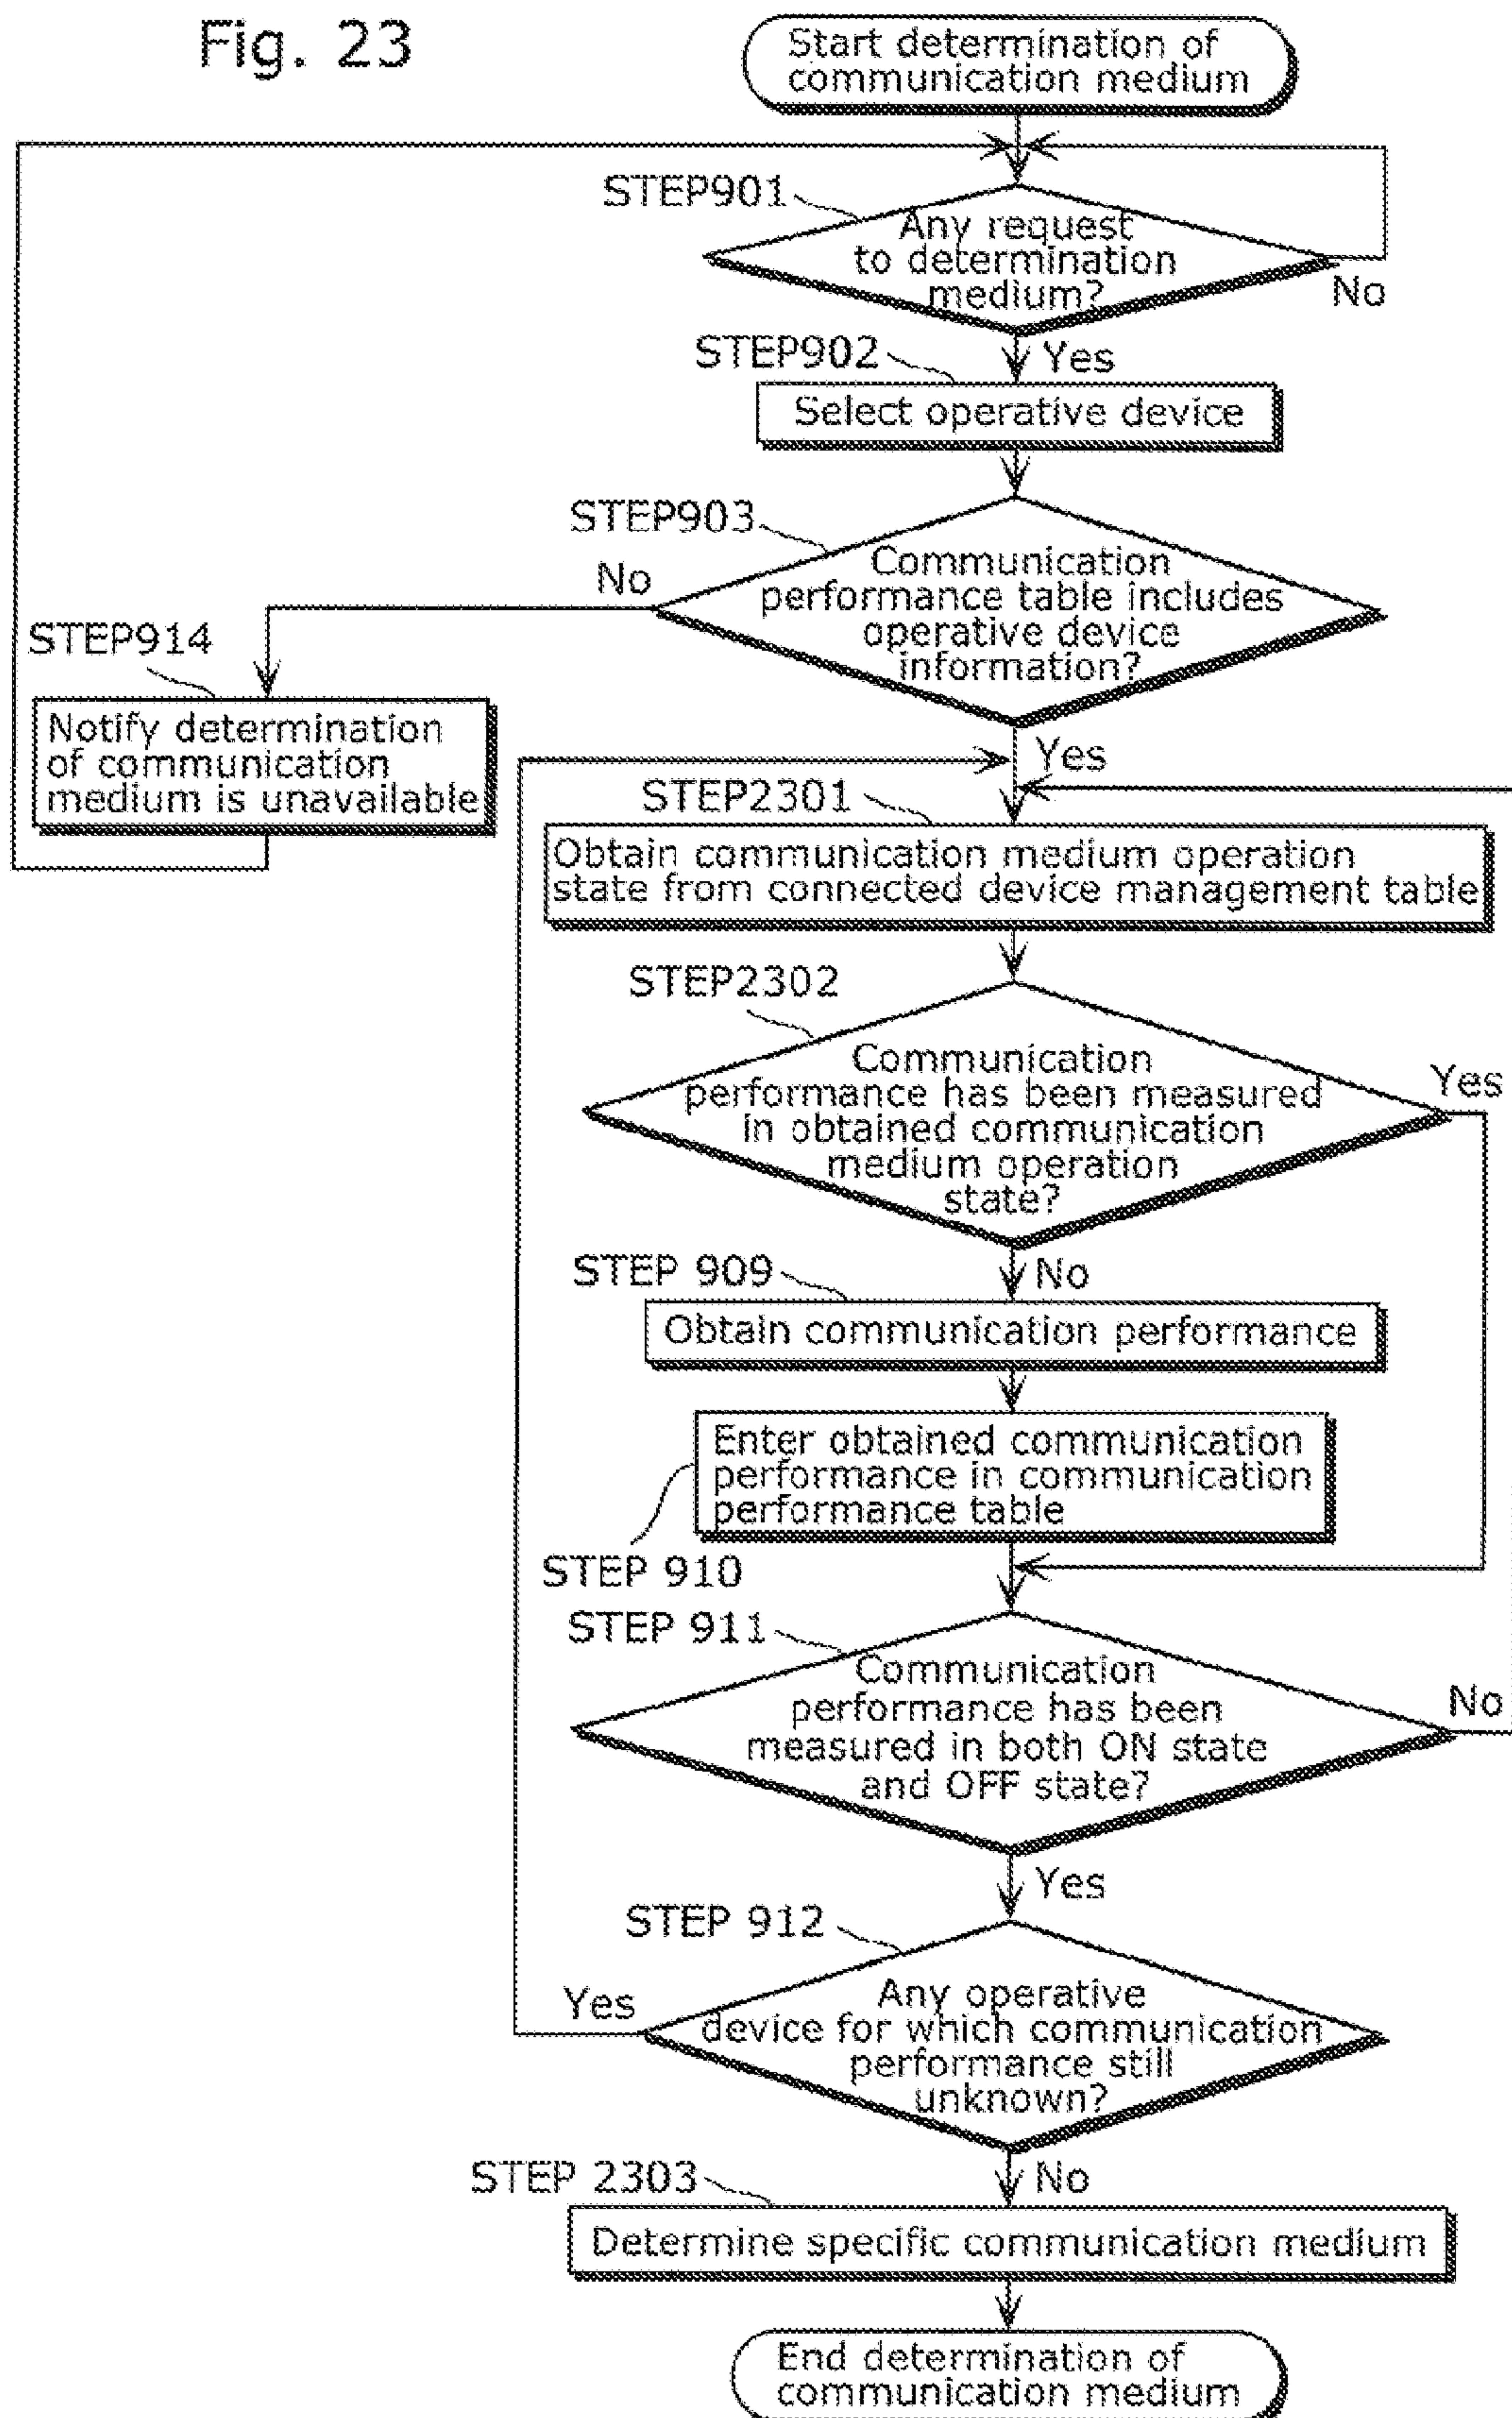 Fig. 23
Start determination of
communication medium
STEP901
Any request
to determination
medium?
No
STEP902
Yes
Select operative device
STEP903
No
Communication
performance table includes
operative device
information?
STEP914
Notify determination
of communication
medium is unavailable
Yes
STEP2301
Obtain communication medium operation
state from connected device management table
STEP2302
Communication
performance has been measured
in obtained communication
medium operation
state?
Yes
STEP 909
No
Obtain communication performance
Enter obtained communication
performance in communication
performance table
STEP 910
STEP 911
Communication
performance has been
measured in both ON state
and OFF state?
No
Yes
STEP 912
Yes
Any operative
device for which communication
performance still
unknown?
STEP 2303
No
Determine specific communication medium
End determination of
communication medium